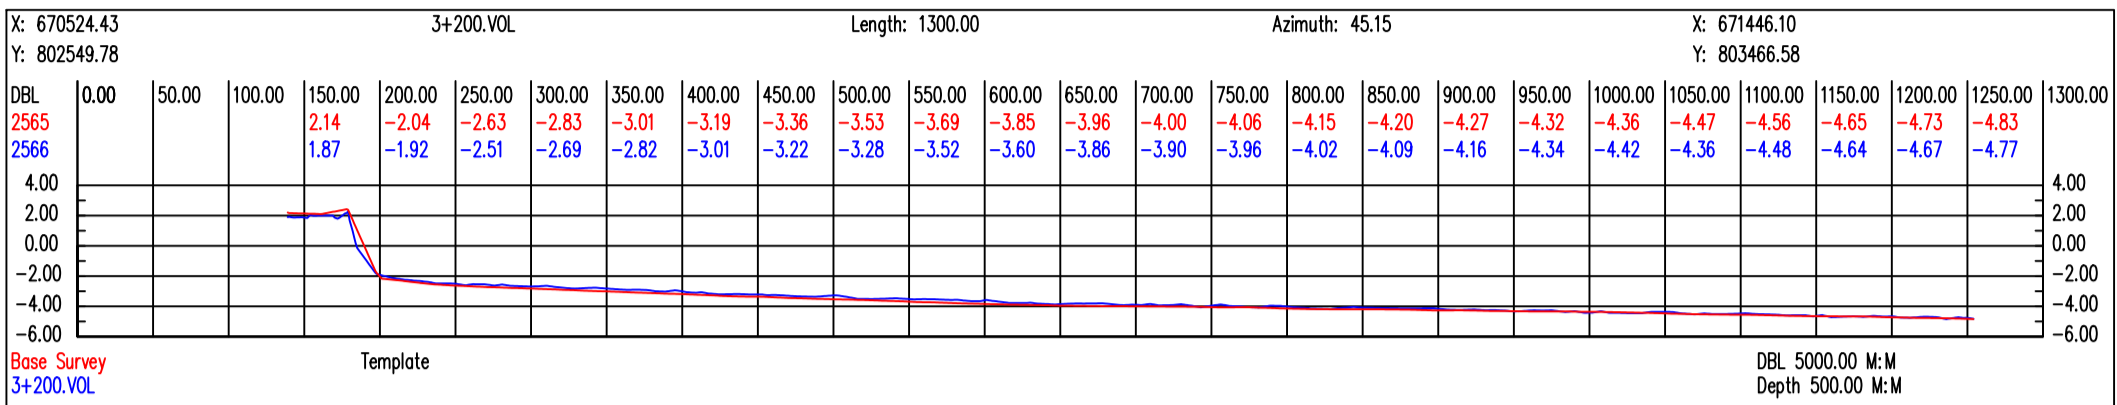 X: 670524.43 3+200.VOL Length: 1300.00 Azimuth: 45.15 X: 671446.10
Y: 802549.78 Y: 803466.58
DBL 0.00 50.00 100.00 150.00 200.00 250.00 300.00 350.00 400.00 450.00 500.00 550.00 600.00 650.00 700.00 750.00 800.00 850.00 900.00 950.00 1000.00 1050.00 1100.00 1150.00 1200.00 1250.00 1300.00
2565 2.14 -2.04 -2.63 -2.83 -3.01 -3.19 -3.36 -3.53 -3.69 -3.85 -3.96 -4.00 -4.06 -4.15 -4.20 -4.27 -4.32 -4.36 -4.47 -4.56 -4.65 -4.73 -4.83
2566 1.87 -1.92 -2.51 -2.69 -2.82 -3.01 -3.22 -3.28 -3.52 -3.60 -3.86 -3.90 -3.96 -4.02 -4.09 -4.16 -4.34 -4.42 -4.36 -4.48 -4.64 -4.67 -4.77
4.00 4.00
2.00 2.00
0.00 0.00
-2.00 -2.00
-4.00 -4.00
-6.00 -6.00
Base Survey Template DBL 5000.00 M:M
3+200.VOL Depth 500.00 M:M